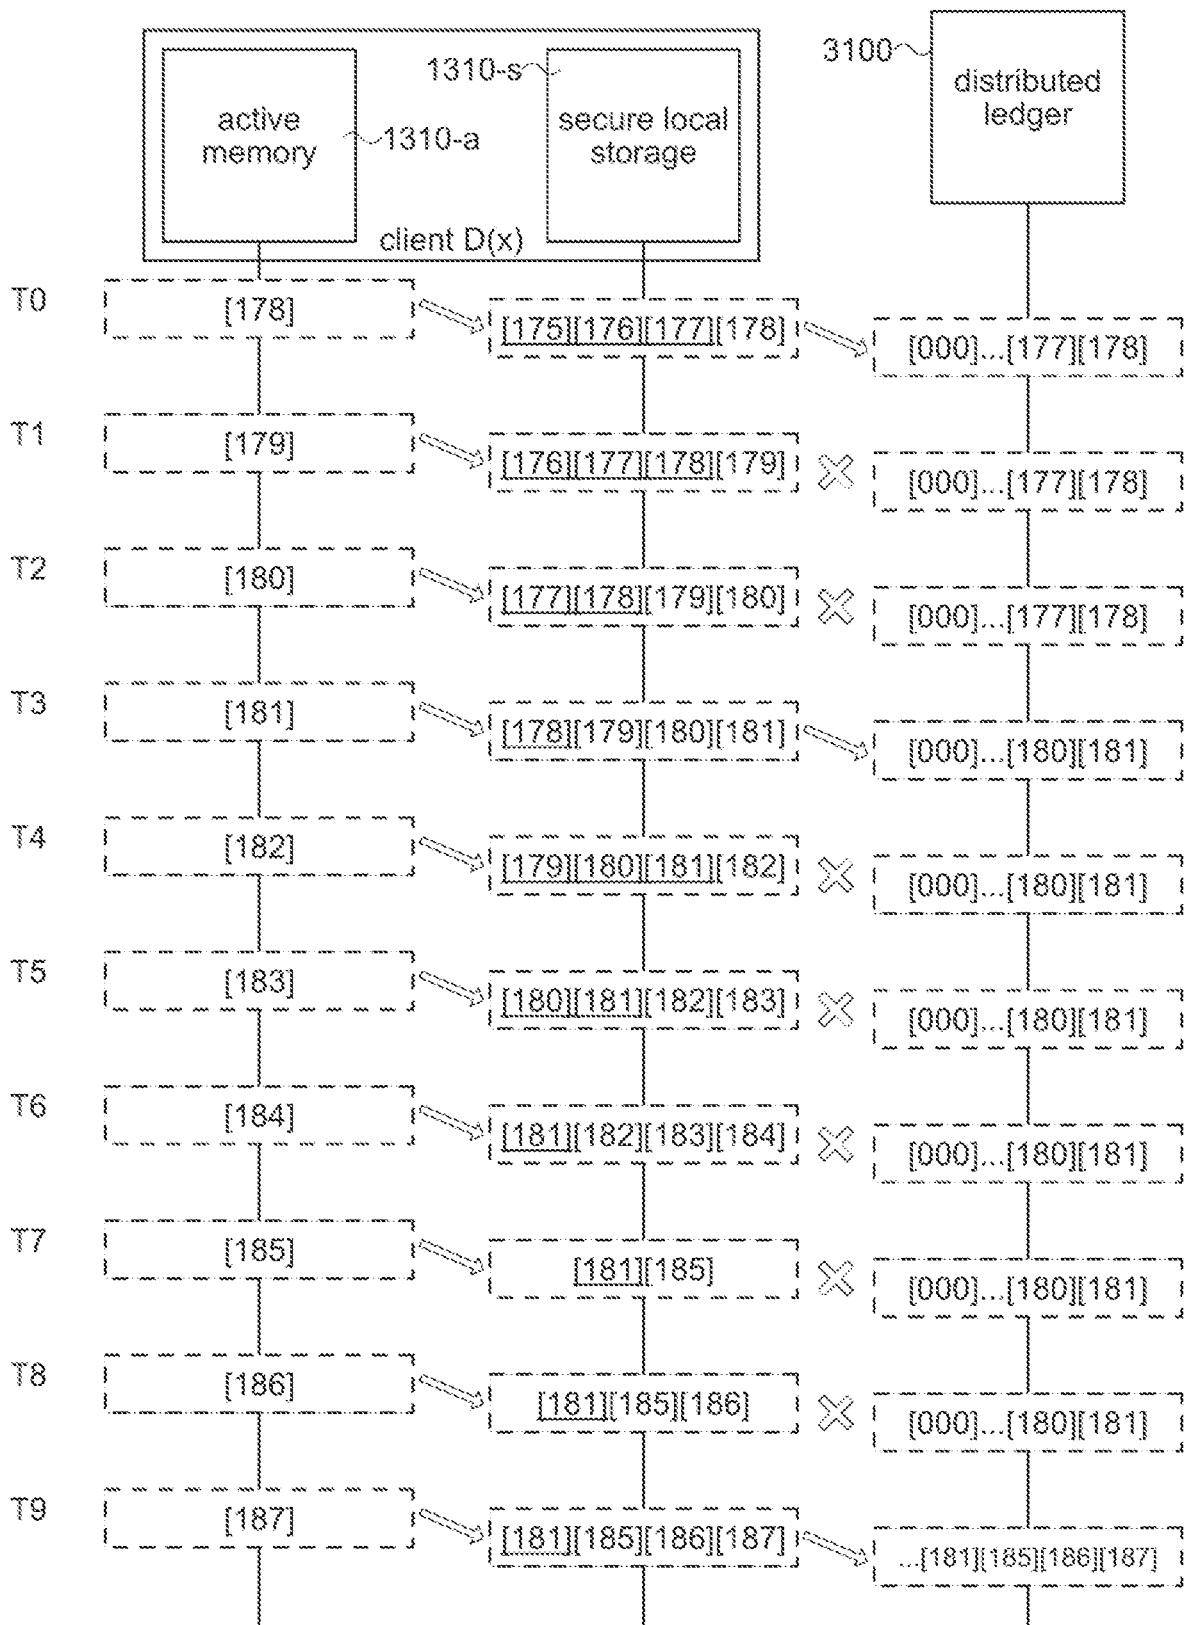 1310-s
3100
distributed
ledger
active
memory
1310-a
secure local
storage
client D(x)
T0
[178]
[175][176][177][178]
[000]...[177][178]
T1
[179]
[176][177][178][179]
[000]...[177][178]
T2
[180]
[177][178][179][180]
[000]...[177][178]
T3
[181]
[178][179][180][181]
[000]...[180][181]
T4
[182]
[179][180][181][182]
[000]...[180][181]
T5
[183]
[180][181][182][183]
[000]...[180][181]
T6
[184]
[181][182][183][184]
[000]...[180][181]
T7
[185]
[181][185]
[000]...[180][181]
T8
[186]
[181][185][186]
[000]...[180][181]
T9
[187]
[181][185][186][187]
...[181][185][186][187]